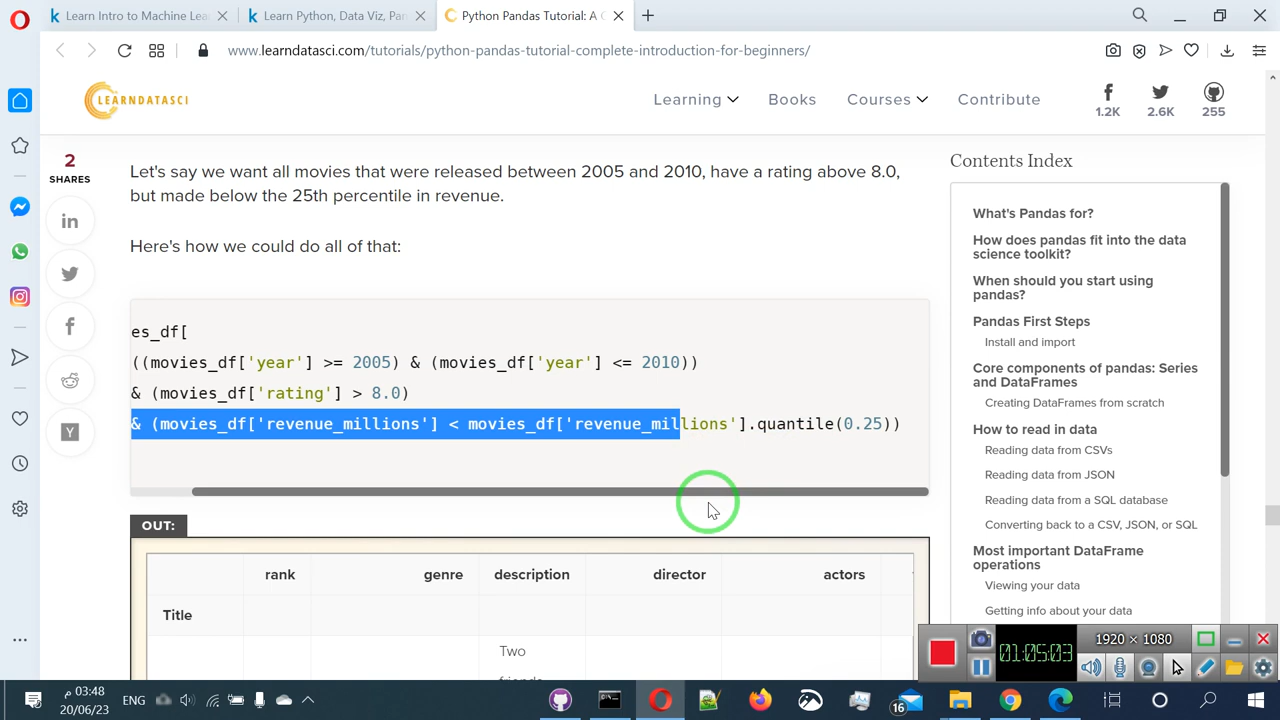 Learn Intro to Machine Lea
Learn Python, Data Viz, Pan
Python Pandas Tutorial: A C
www.learndatasci.com/tutorials/python-pandas-tutorial-complete-introduction-for-beginners/
LEARNDATASCI
Learning
Books
Courses
Contribute
1.2K
2.6K
255
2
SHARES
Let's say we want all movies that were released between 2005 and 2010, have a rating above 8.0,
but made below the 25th percentile in revenue.
Here's how we could do all of that:
es_df[
((movies_df['year'] >= 2005) & (movies_df['year'] <= 2010))
& (movies_df['rating'] > 8.0)
& (movies_df['revenue_millions'] < movies_df['revenue_millions'].quantile(0.25))
OUT:
rank genre description director actors
Title
Two
Contents Index
What's Pandas for?
How does pandas fit into the data
science toolkit?
When should you start using
pandas?
Pandas First Steps
Install and import
Core components of pandas: Series
and DataFrames
Creating DataFrames from scratch
How to read in data
Reading data from CSVs
Reading data from JSON
Reading data from a SQL database
Converting back to a CSV, JSON, or SQL
Most important DataFrame
operations
Viewing your data
Getting info about your data
01:05:03
1920 × 1080
03:48 م
20/06/23
ENG
16